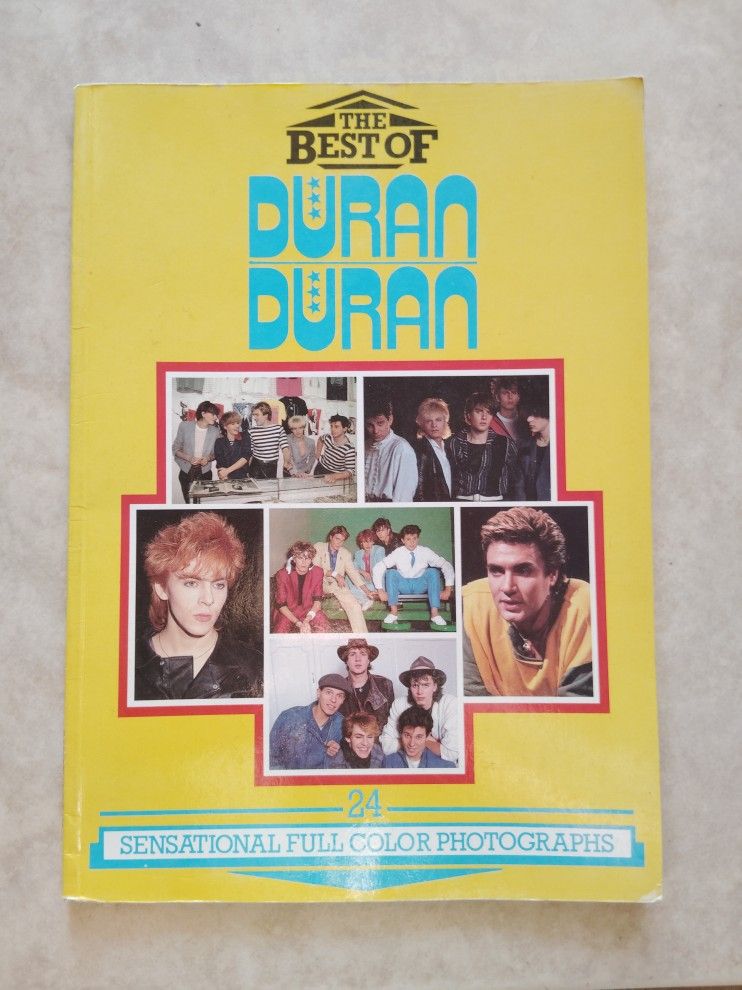 THE
BEST OF
DURAN
DURAN
24
SENSATIONAL FULL COLOR PHOTOGRAPHS